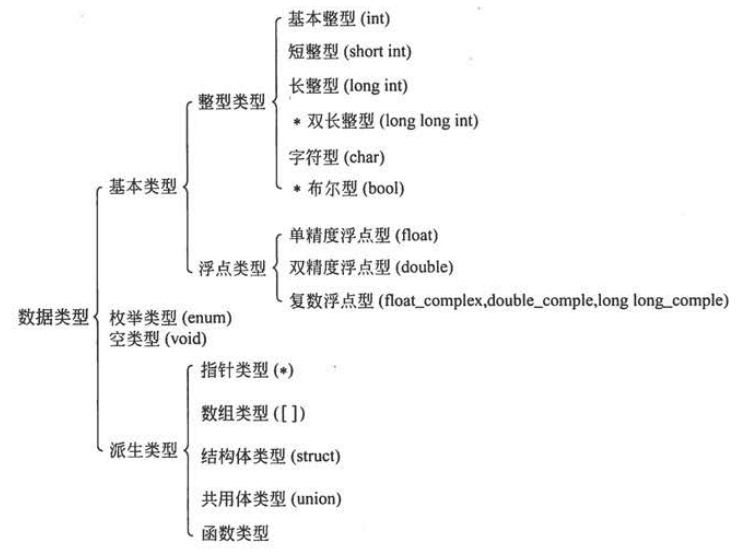 基本整型 (int)
短整型 (short int)
长整型 (long int)
整型类型
* 双长整型 (long long int)
字符型 (char)
基本类型
* 布尔型 (bool)
单精度浮点型 (float)
浮点类型
双精度浮点型 (double)
复数浮点型 (float_complex,double_comple,long long_comple)
数据类型
枚举类型 (enum)
空类型 (void)
指针类型 (*)
数组类型 ([ ])
派生类型
结构体类型 (struct)
共用体类型 (union)
函数类型